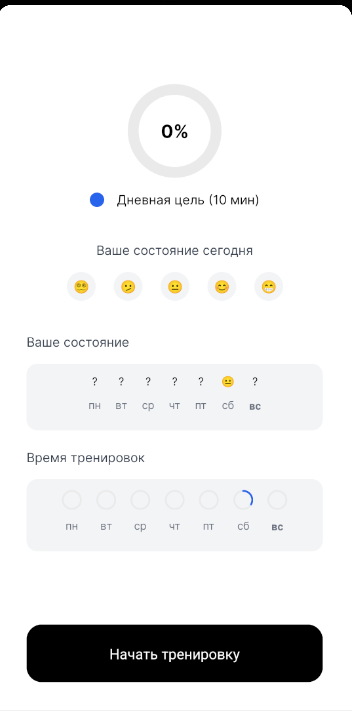 0%
Дневная цель (10 мин)
Ваше состояние сегодня
Ваше состояние
? ? ? ? ? ?
пн вт ср чт пт сб вс
Время тренировок
пн вт ср чт пт сб вс
Начать тренировку